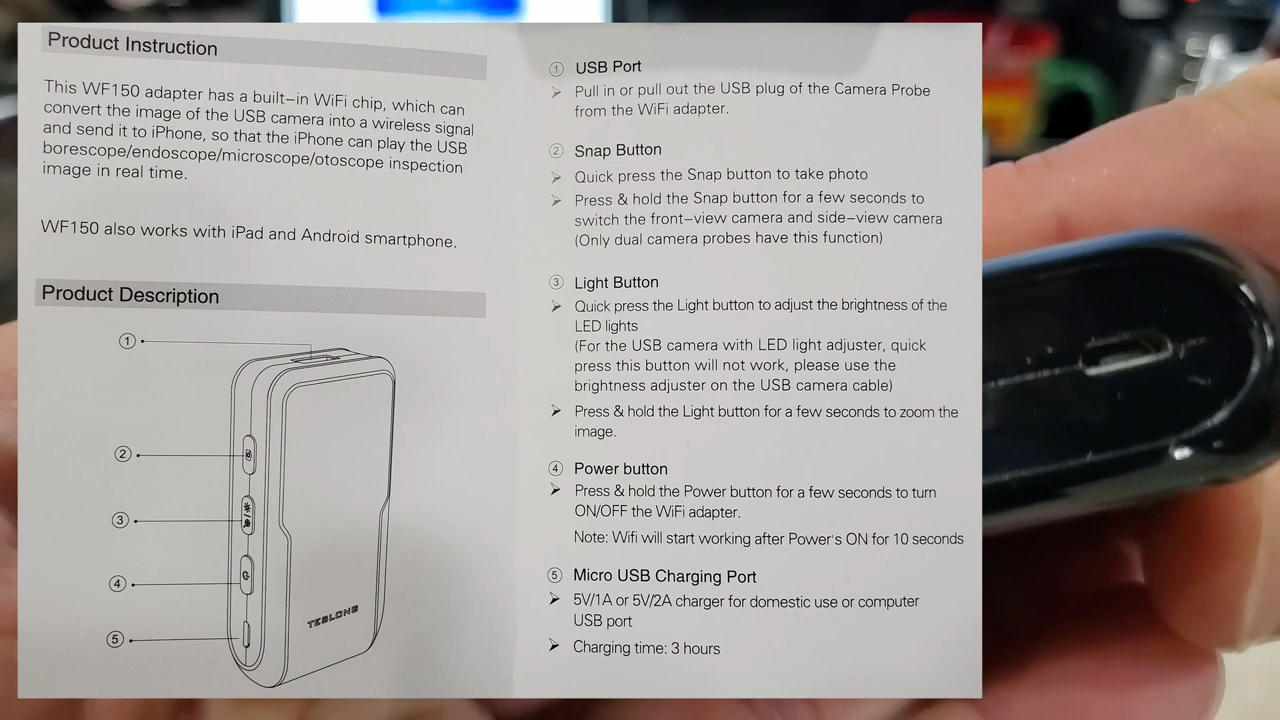 Product Instruction
This WF150 adapter has a built-in WiFi chip, which can
convert the image of the USB camera into a wireless signal
and send it to iPhone, so that the iPhone can play the USB
borescope/endoscope/microscope/otoscope inspection
image in real time.
WF150 also works with iPad and Android smartphone.
Product Description
①
②
③
④
⑤
TESLONG
① USB Port
➢ Pull in or pull out the USB plug of the Camera Probe
from the WiFi adapter.
② Snap Button
➢ Quick press the Snap button to take photo
➢ Press & hold the Snap button for a few seconds to
switch the front-view camera and side-view camera
(Only dual camera probes have this function)
③ Light Button
➢ Quick press the Light button to adjust the brightness of the
LED lights
(For the USB camera with LED light adjuster, quick
press this button will not work, please use the
brightness adjuster on the USB camera cable)
➢ Press & hold the Light button for a few seconds to zoom the
image.
④ Power button
➢ Press & hold the Power button for a few seconds to turn
ON/OFF the WiFi adapter.
Note: Wifi will start working after Power's ON for 10 seconds
⑤ Micro USB Charging Port
➢ 5V/1A or 5V/2A charger for domestic use or computer
USB port
➢ Charging time: 3 hours